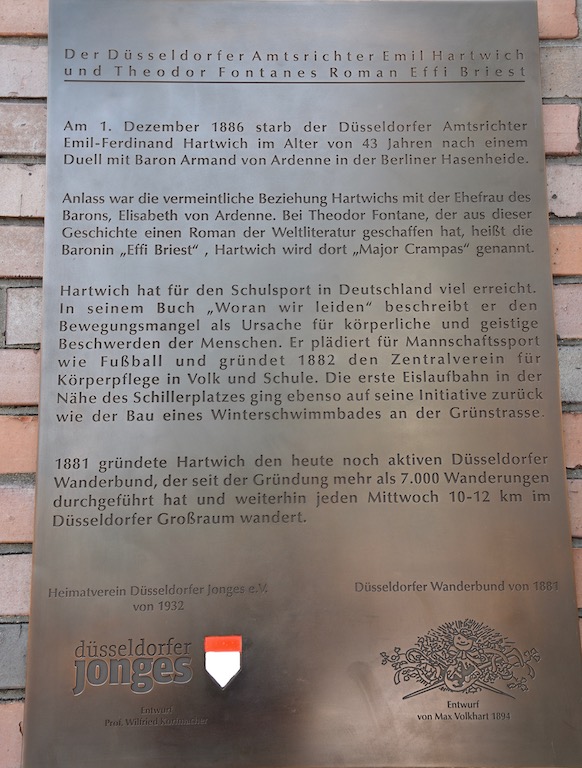 Der Düsseldorfer Amtsrichter Emil Hartwich
und Theodor Fontanes Roman Effi Briest
Am 1. Dezember 1886 starb der Düsseldorfer Amtsrichter
Emil-Ferdinand Hartwich im Alter von 43 Jahren nach einem
Duell mit Baron Armand von Ardenne in der Berliner Hasenheide.
Anlass war die vermeintliche Beziehung Hartwichs mit der Ehefrau des
Barons, Elisabeth von Ardenne. Bei Theodor Fontane, der aus dieser
Geschichte einen Roman der Weltliteratur geschaffen hat, heißt die
Baronin „Effi Briest“ , Hartwich wird dort „Major Crampas“ genannt.
Hartwich hat für den Schulsport in Deutschland viel erreicht.
In seinem Buch „Woran wir leiden“ beschreibt er den
Bewegungsmangel als Ursache für körperliche und geistige
Beschwerden der Menschen. Er plädiert für Mannschaftssport
wie Fußball und gründet 1882 den Zentralverein für
Körperpflege in Volk und Schule. Die erste Eislaufbahn in der
Nähe des Schillerplatzes ging ebenso auf seine Initiative zurück
wie der Bau eines Winterschwimmbades an der Grünstrasse.
1881 gründete Hartwich den heute noch aktiven Düsseldorfer
Wanderbund, der seit der Gründung mehr als 7.000 Wanderungen
durchgeführt hat und weiterhin jeden Mittwoch 10-12 km im
Düsseldorfer Großraum wandert.
Heimatverein Düsseldorfer Jonges e.V.
von 1932
düsseldorfer
jonges
Entwurf
Prof. Wilfried Korfmacher
Düsseldorfer Wanderbund von 1881
Entwurf
von Max Volkhart 1894